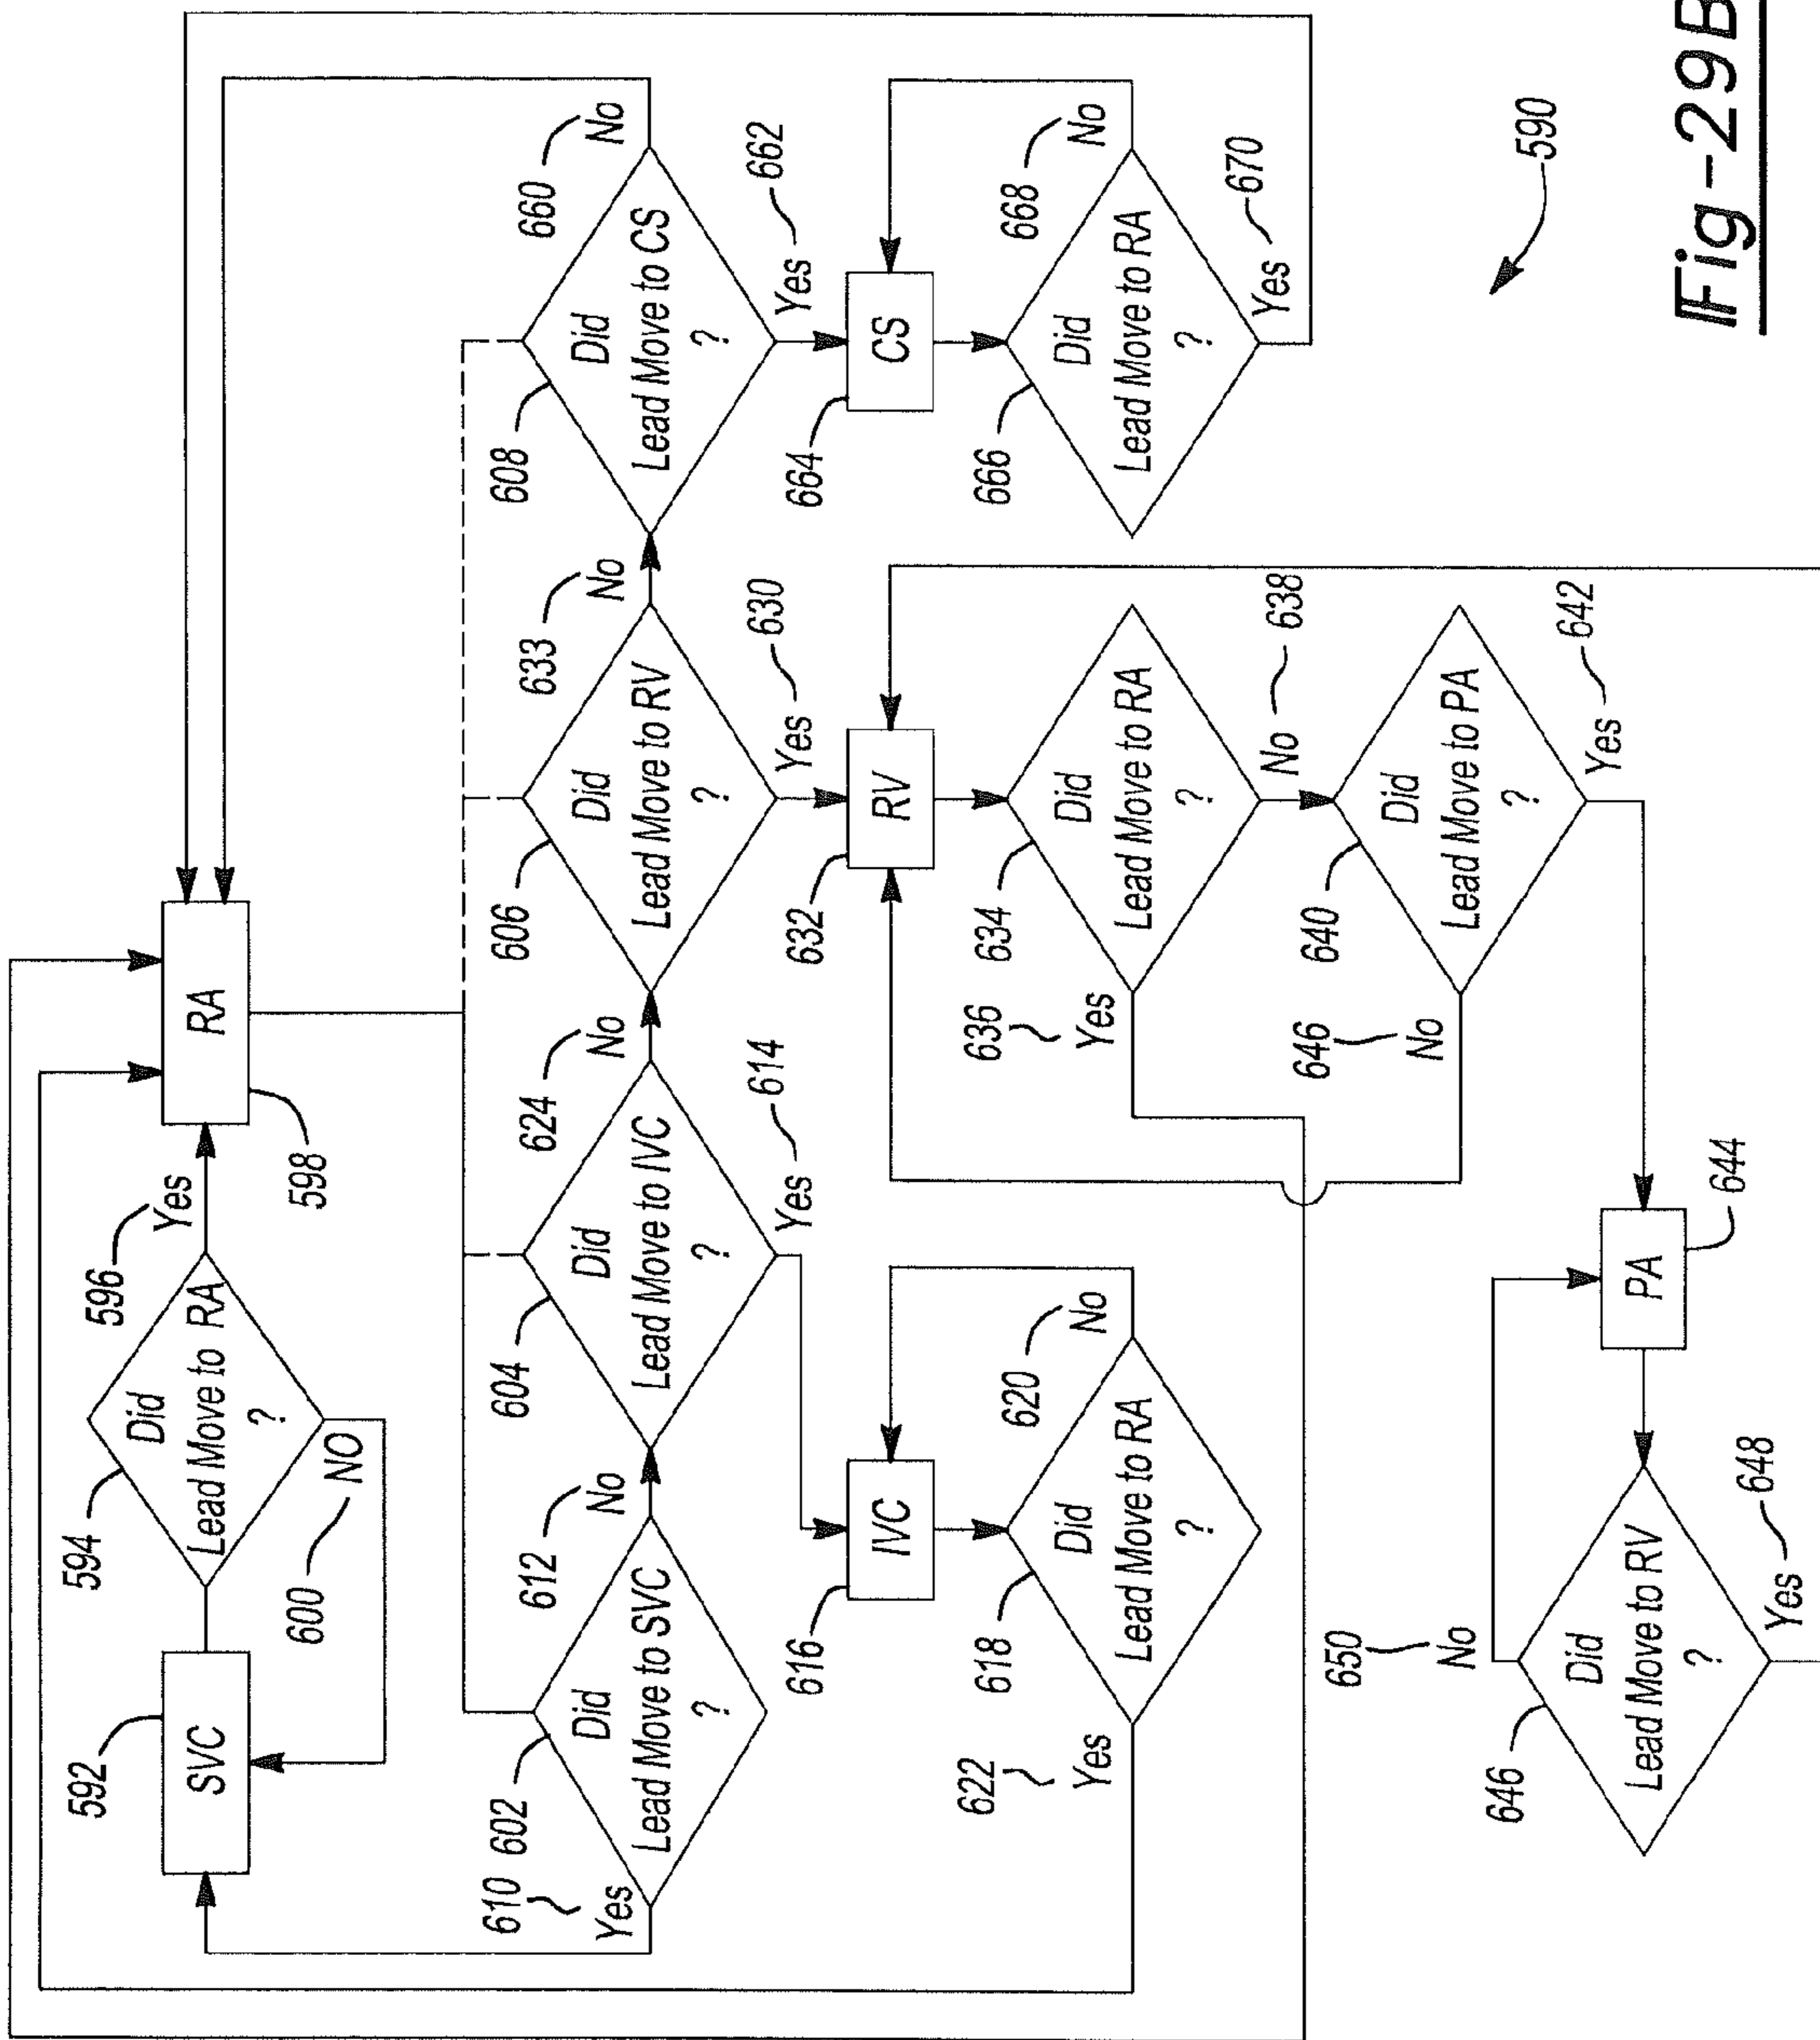 592
SVC
594
Did
Lead Move to RA
?
596
Yes
600
NO
RA
598
610
Yes
602
Did
Lead Move to SVC
?
612
No
604
Did
Lead Move to IVC
?
624
No
614
Yes
606
Did
Lead Move to RV
?
633
No
630
Yes
608
Did
Lead Move to CS
?
660
No
662
Yes
616
IVC
618
Did
Lead Move to RA
?
620
No
622
Yes
632
RV
634
Did
Lead Move to RA
?
636
Yes
638
No
640
Did
Lead Move to PA
?
646
No
642
Yes
664
CS
666
Did
Lead Move to RA
?
668
No
670
Yes
650
No
646
Did
Lead Move to RV
?
648
Yes
PA
644
590
Fig-29B